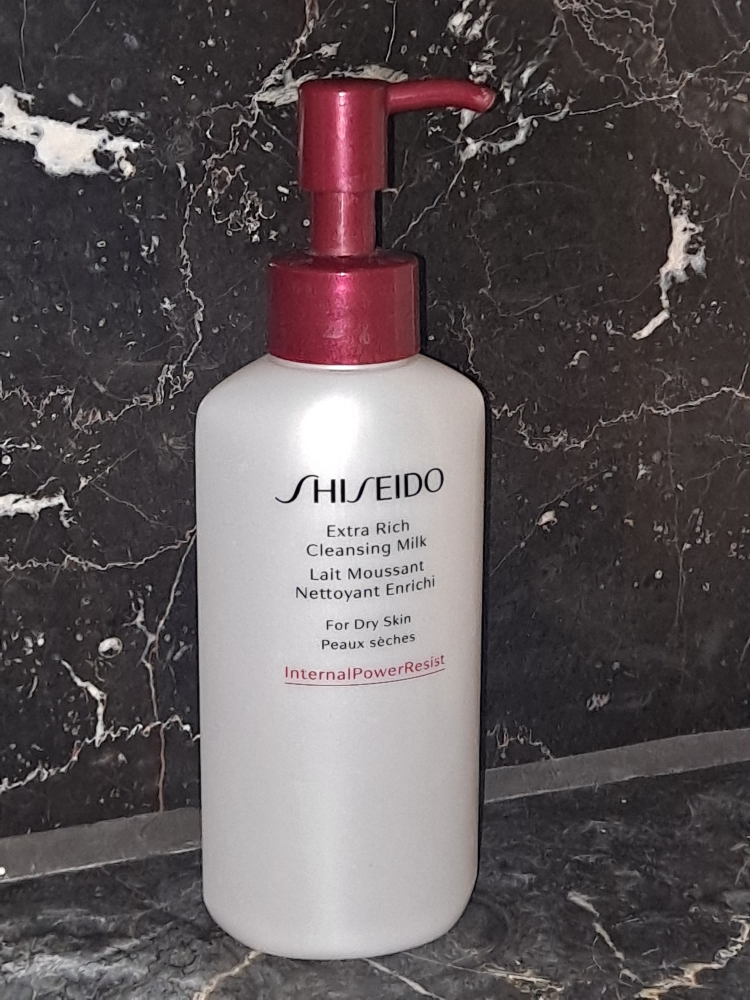 SHISEIDO
Extra Rich
Cleansing Milk
Lait Moussant
Nettoyant Enrichi
For Dry Skin
Peaux sèches
InternalPowerResist